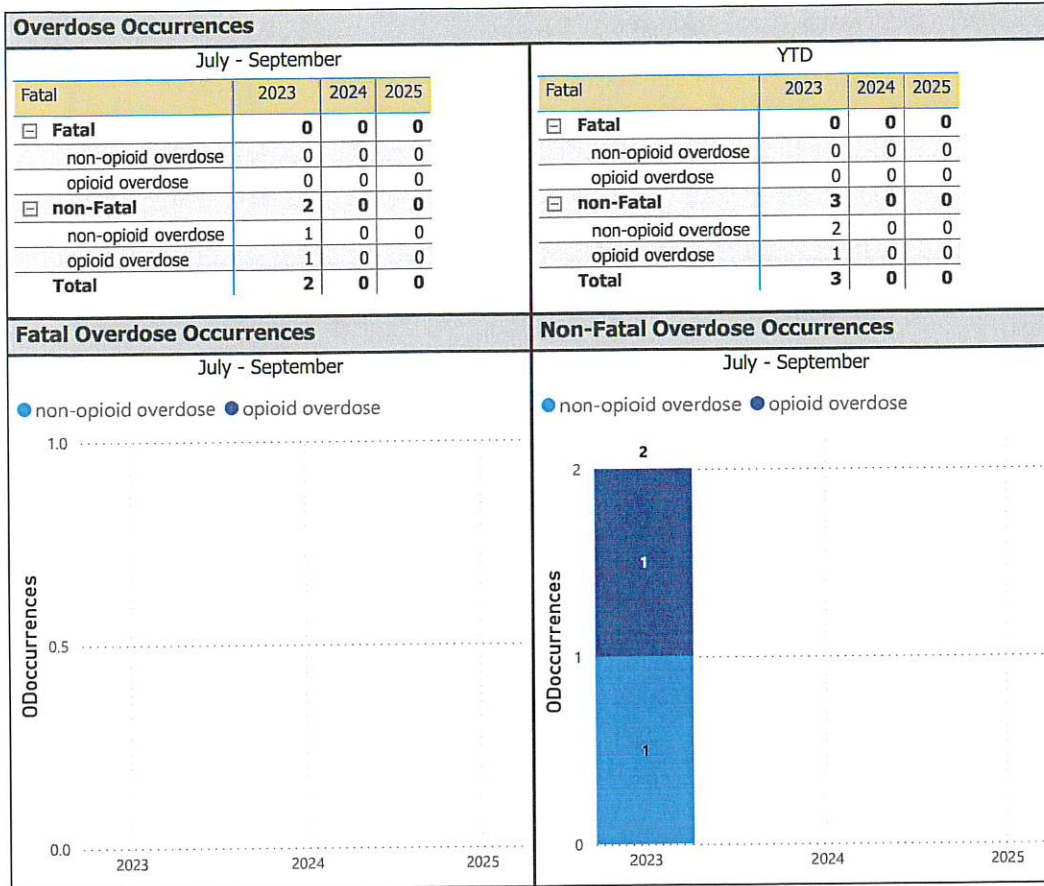 Overdose Occurrences
July - September
Fatal 2023 2024 2025
Fatal 0 0 0
non-opioid overdose 0 0 0
opioid overdose 0 0 0
non-Fatal 2 0 0
non-opioid overdose 1 0 0
opioid overdose 1 0 0
Total 2 0 0
YTD
Fatal 2023 2024 2025
Fatal 0 0 0
non-opioid overdose 0 0 0
opioid overdose 0 0 0
non-Fatal 3 0 0
non-opioid overdose 2 0 0
opioid overdose 1 0 0
Total 3 0 0
Fatal Overdose Occurrences
July - September
non-opioid overdose opioid overdose
1.0
0.5
0.0
ODoccurrences
2023 2024 2025
Non-Fatal Overdose Occurrences
July - September
non-opioid overdose opioid overdose
2
2
1
1
1
0
ODoccurrences
2023 2024 2025